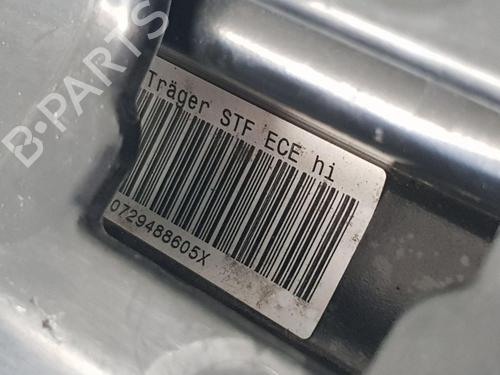 B-PARTS
Träger STF ECE hi
0729488605X